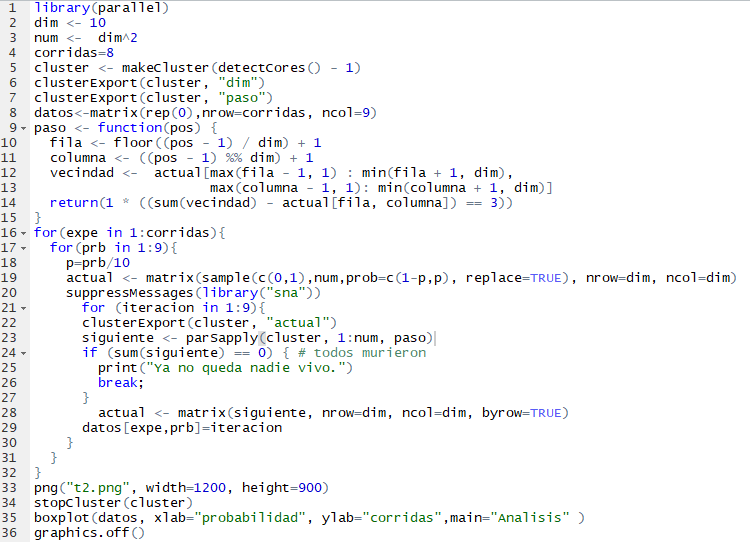 1 library(parallel)
2 dim <- 10
3 num <-  dim^2
4 corridas=8
5 cluster <- makeCluster(detectCores() - 1)
6 clusterExport(cluster, "dim")
7 clusterExport(cluster, "paso")
8 datos<-matrix(rep(0),nrow=corridas, ncol=9)
9 paso <- function(pos) {
10   fila <- floor((pos - 1) / dim) + 1
11   columna <- ((pos - 1) %% dim) + 1
12   vecindad <-  actual[max(fila - 1, 1) : min(fila + 1, dim),
13                       max(columna - 1, 1): min(columna + 1, dim)]
14   return(1 * ((sum(vecindad) - actual[fila, columna]) == 3))
15 }
16 for(expe in 1:corridas){
17   for(prb in 1:9){
18     p=prb/10
19     actual <- matrix(sample(c(0,1),num,prob=c(1-p,p), replace=TRUE), nrow=dim, ncol=dim)
20     suppressMessages(library("sna"))
21       for (iteracion in 1:9){
22       clusterExport(cluster, "actual")
23       siguiente <- parSapply(cluster, 1:num, paso)
24       if (sum(siguiente) == 0) { # todos murieron
25         print("Ya no queda nadie vivo.")
26         break;
27       }
28         actual <- matrix(siguiente, nrow=dim, ncol=dim, byrow=TRUE)
29       datos[expe,prb]=iteracion
30     }
31   }
32 }
33 png("t2.png", width=1200, height=900)
34 stopCluster(cluster)
35 boxplot(datos, xlab="probabilidad", ylab="corridas",main="Analisis" )
36 graphics.off()